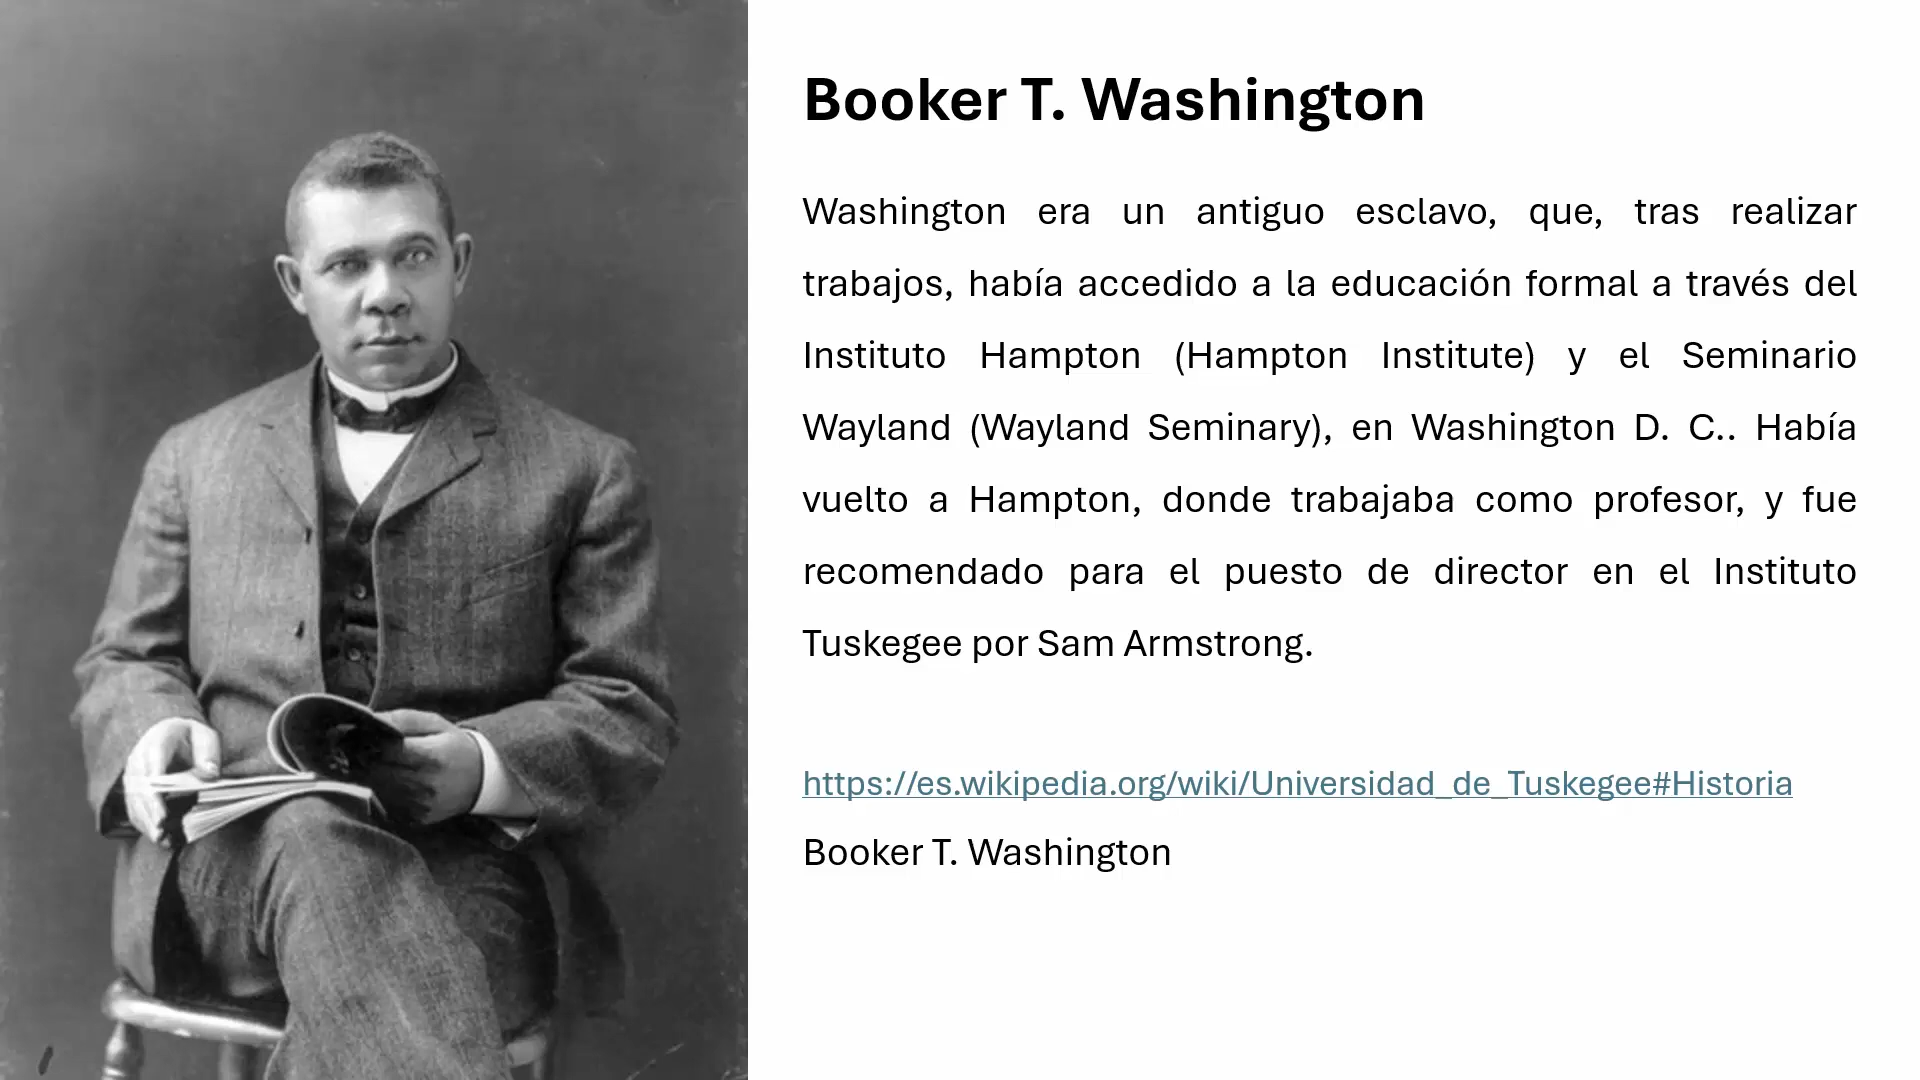 Booker T. Washington
Washington era un antiguo esclavo, que, tras realizar
trabajos, había accedido a la educación formal a través del
Instituto Hampton (Hampton Institute) y el Seminario
Wayland (Wayland Seminary), en Washington D. C.. Había
vuelto a Hampton, donde trabajaba como profesor, y fue
recomendado para el puesto de director en el Instituto
Tuskegee por Sam Armstrong.
https://es.wikipedia.org/wiki/Universidad_de_Tuskegee#Historia
Booker T. Washington